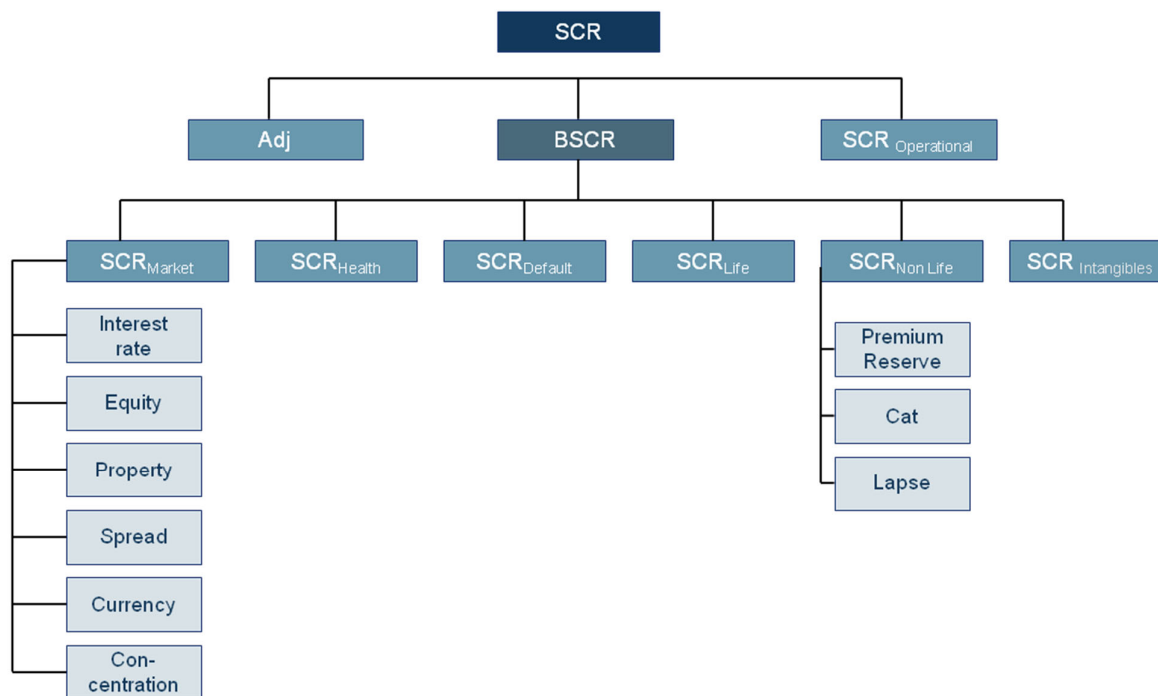 SCR
Adj
BSCR
SCR Operational
SCRMarket
SCRHealth
SCRDefault
SCRLife
SCRNon Life
SCR Intangibles
Interest
rate
Equity
Property
Spread
Currency
Con-
centration
Premium
Reserve
Cat
Lapse